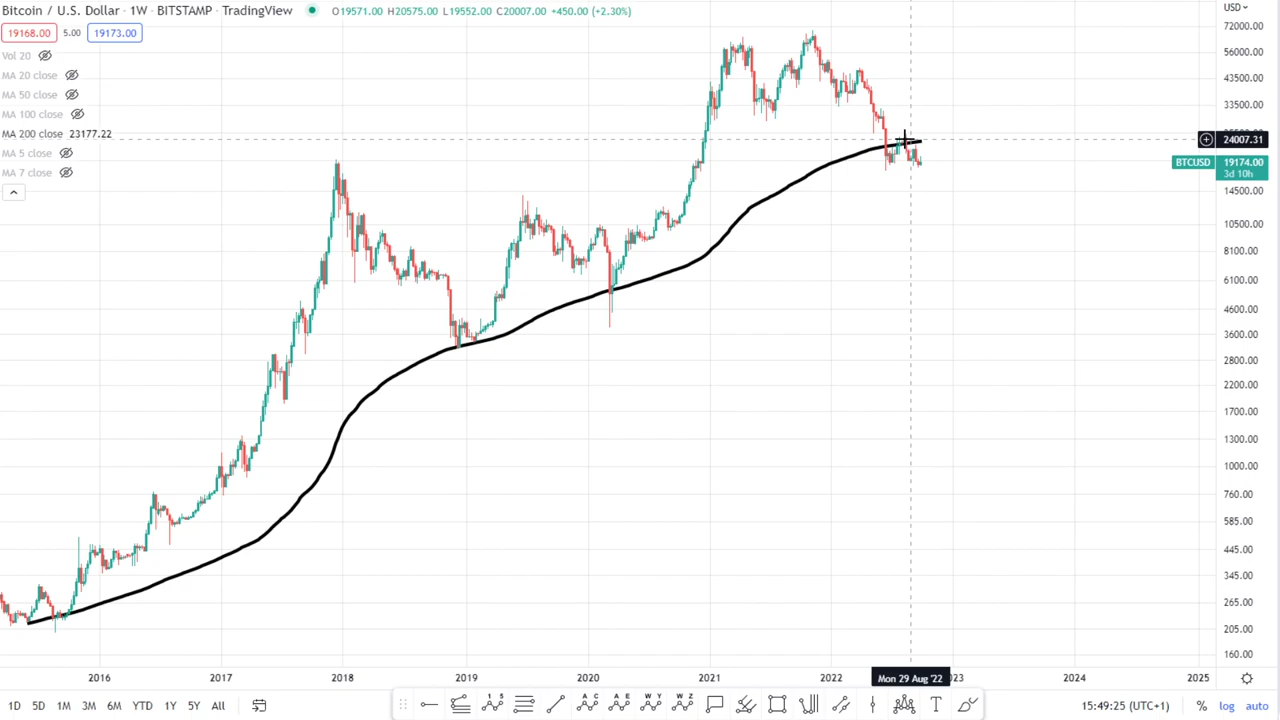 Bitcoin / U.S. Dollar · 1W · BITSTAMP · TradingView O19571.00 H20575.00 L19552.00 C20007.00 +450.00 (+2.30%) USD
19168.00 5.00 19173.00
Vol 20
MA 20 close
MA 50 close
MA 100 close
MA 200 close 23177.22
MA 5 close
MA 7 close
72000.00
56000.00
43500.00
33500.00
24007.31
BTCUSD 19174.00
3d 10h
14500.00
10500.00
8100.00
6100.00
4600.00
3600.00
2800.00
2200.00
1700.00
1300.00
1000.00
760.00
585.00
445.00
345.00
265.00
205.00
160.00
2016 2017 2018 2019 2020 2021 2022 Mon 29 Aug '22 023 2024 2025
1D 5D 1M 3M 6M YTD 1Y 5Y All 15:49:25 (UTC+1) % log auto